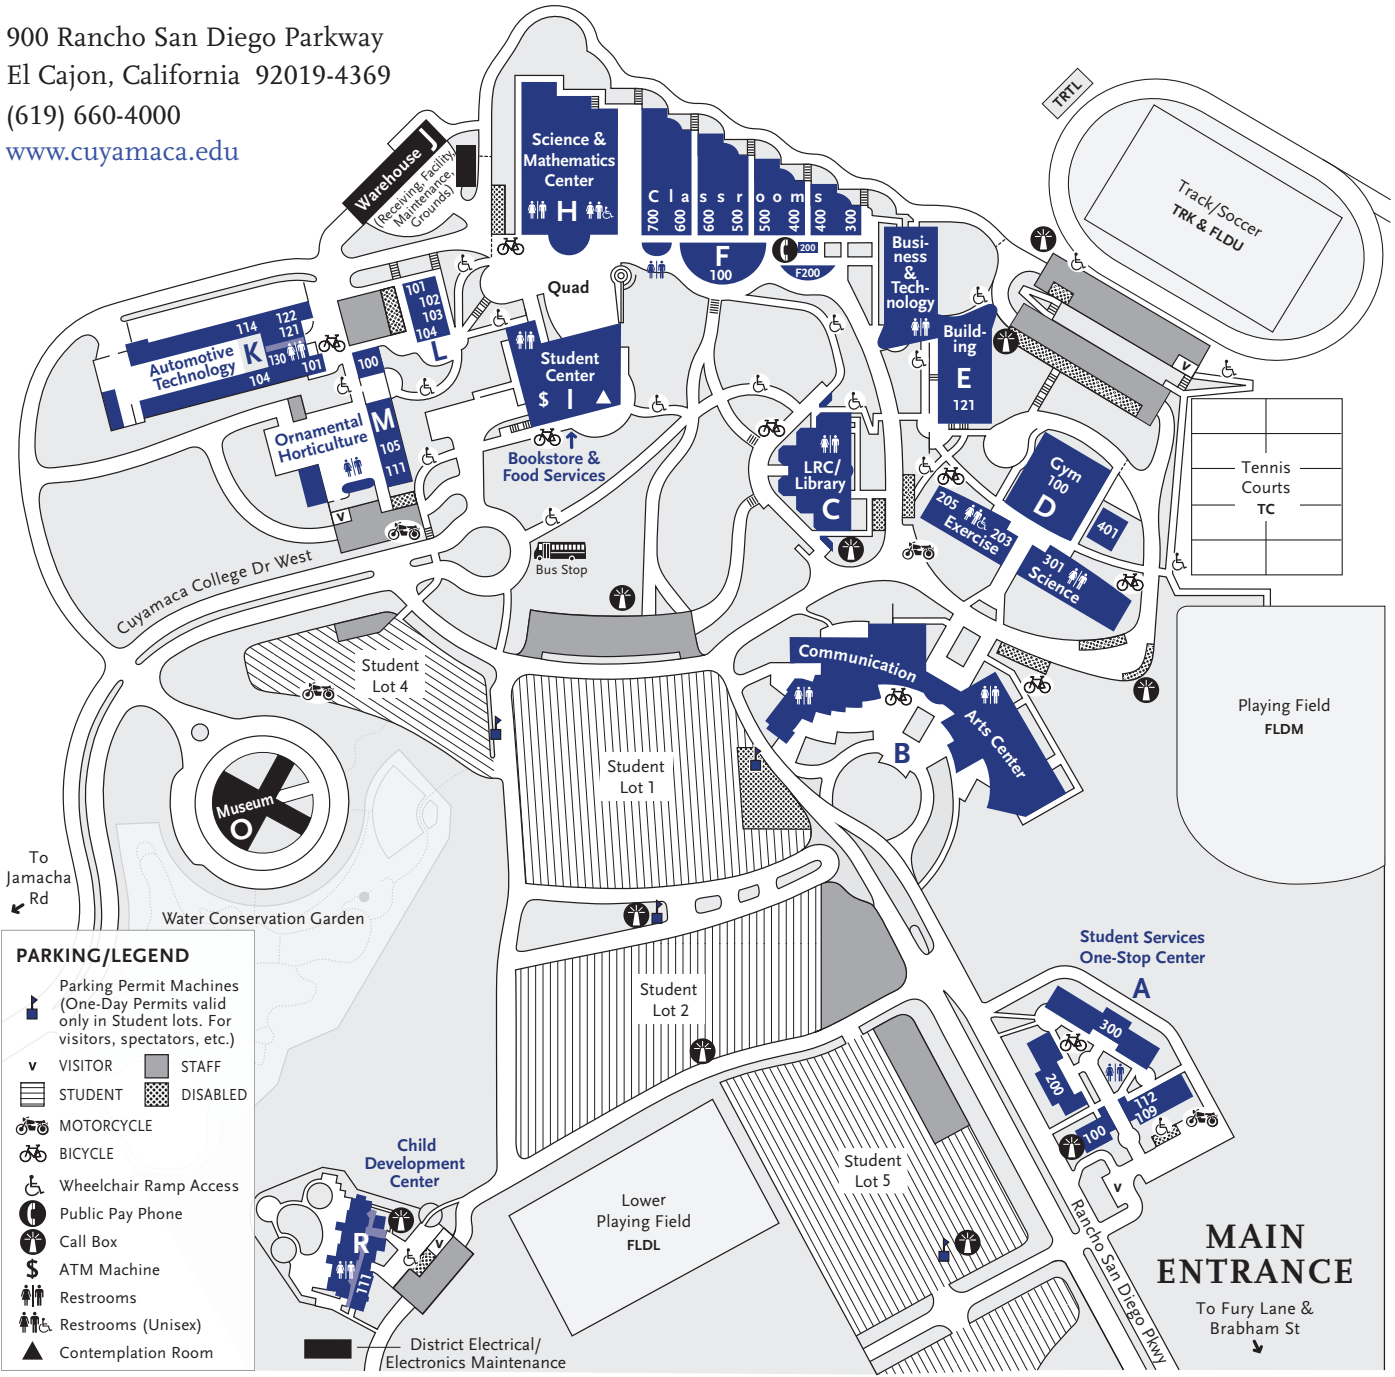 900 Rancho San Diego Parkway
El Cajon, California 92019-4369
(619) 660-4000
www.cuyamaca.edu
TRTL
Track/Soccer
TRK & FLDU
Warehouse J
(Receiving, Facility,
Maintenance,
Grounds)
Science &
Mathematics
Center
H
Classrooms
700
600
600
500
500
400
400
300
F
100
200
F200
Quad
Busi-
ness
&
Tech-
nology
Build-
ing
E
121
101
102
103
104
L
114
122
121
Automotive
Technology
K
130
101
104
100
Ornamental
Horticulture
M
105
111
V
Student
Center
$ I
Bookstore &
Food Services
LRC/
Library
C
V
Tennis
Courts
TC
Gym
100
D
401
205
203
Exercise
301
Science
Bus Stop
Cuyamaca College Dr West
Student
Lot 4
Communication
Arts Center
B
Playing Field
FLDM
Student
Lot 1
Museum
O
To
Jamacha
Rd
Water Conservation Garden
Student
Lot 2
Student Services
One-Stop Center
A
300
200
112
109
100
V
PARKING/LEGEND
Parking Permit Machines
(One-Day Permits valid
only in Student lots. For
visitors, spectators, etc.)
V VISITOR
STAFF
STUDENT
DISABLED
MOTORCYCLE
BICYCLE
Wheelchair Ramp Access
Public Pay Phone
Call Box
$ ATM Machine
Restrooms
Restrooms (Unisex)
Contemplation Room
Child
Development
Center
R
111
V
Lower
Playing Field
FLDL
Student
Lot 5
Rancho San Diego Pkwy
MAIN
ENTRANCE
To Fury Lane &
Brabham St
District Electrical/
Electronics Maintenance